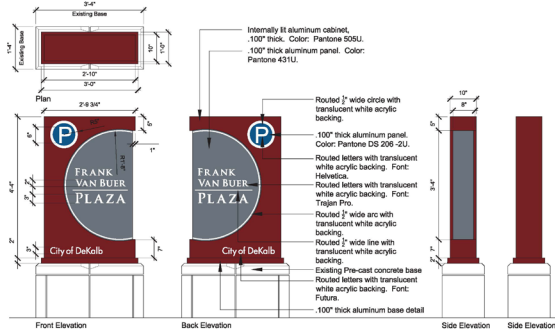 3'-4"
Existing Base
1'-4"
Existing Base
10"
1'-0"
2'-10"
3'-0"
Plan
2'-9 3/4"
5"
6"
1"
4'-4"
2"
3"
2"
3"
7"
P
FRANK
VAN BUER
PLAZA
City of DeKalb
Front Elevation
P
FRANK
VAN BUER
PLAZA
City of DeKalb
Back Elevation
Internally lit aluminum cabinet,
.100" thick. Color: Pantone 505U.
.100" thick aluminum panel. Color:
Pantone 431U.
Routed ½" wide circle with
translucent white acrylic
backing.
.100" thick aluminum panel.
Color: Pantone DS 206 -2U.
Routed letters with translucent
white acrylic backing. Font:
Helvetica.
Routed letters with translucent
white acrylic backing. Font:
Trajan Pro.
Routed ½" wide arc with
translucent white acrylic
backing.
Routed ½" wide line with
translucent white acrylic
backing.
Existing Pre-cast concrete base
Routed letters with translucent
white acrylic backing. Font:
Futura.
.100" thick aluminum base detail
10"
8"
5"
3'-4"
7"
Side Elevation
Side Elevation